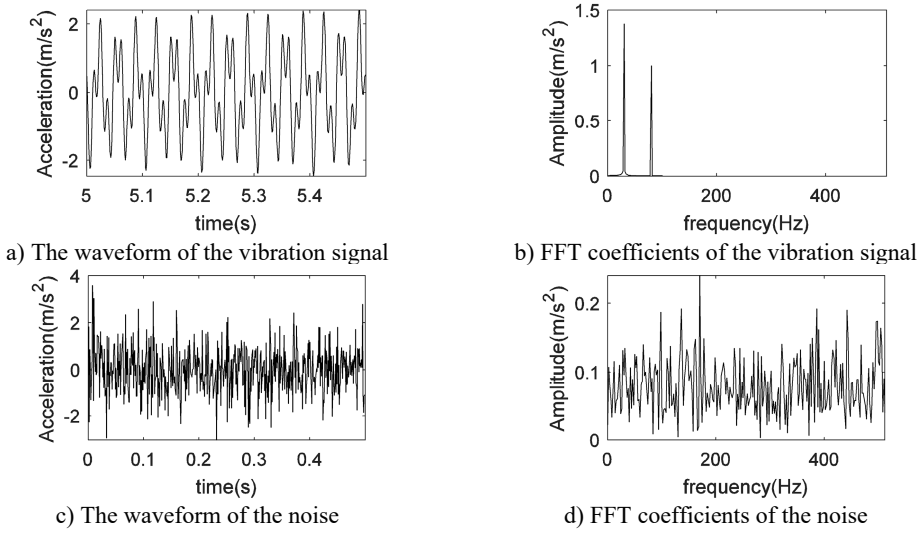 Acceleration(m/s²)
2
0
-2
5
5.1
5.2
5.3
5.4
time(s)
a) The waveform of the vibration signal
Amplitude(m/s²)
1.5
1
0.5
0
0
200
400
frequency(Hz)
b) FFT coefficients of the vibration signal
Acceleration(m/s²)
4
2
0
-2
0
0.1
0.2
0.3
0.4
time(s)
c) The waveform of the noise
Amplitude(m/s²)
0.2
0.1
0
0
200
400
frequency(Hz)
d) FFT coefficients of the noise